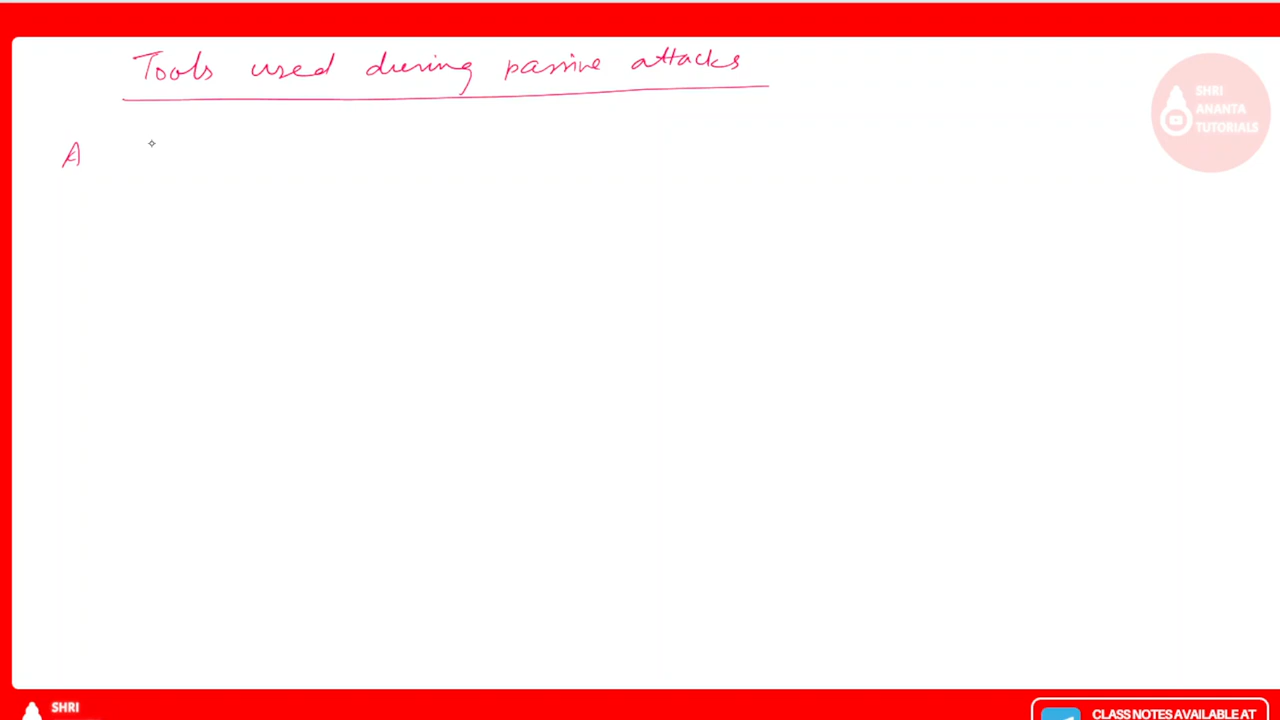 Tools used during passive attacks
SHRI
ANANTA
TUTORIALS
A
SHRI
CLASS NOTES AVAILABLE AT